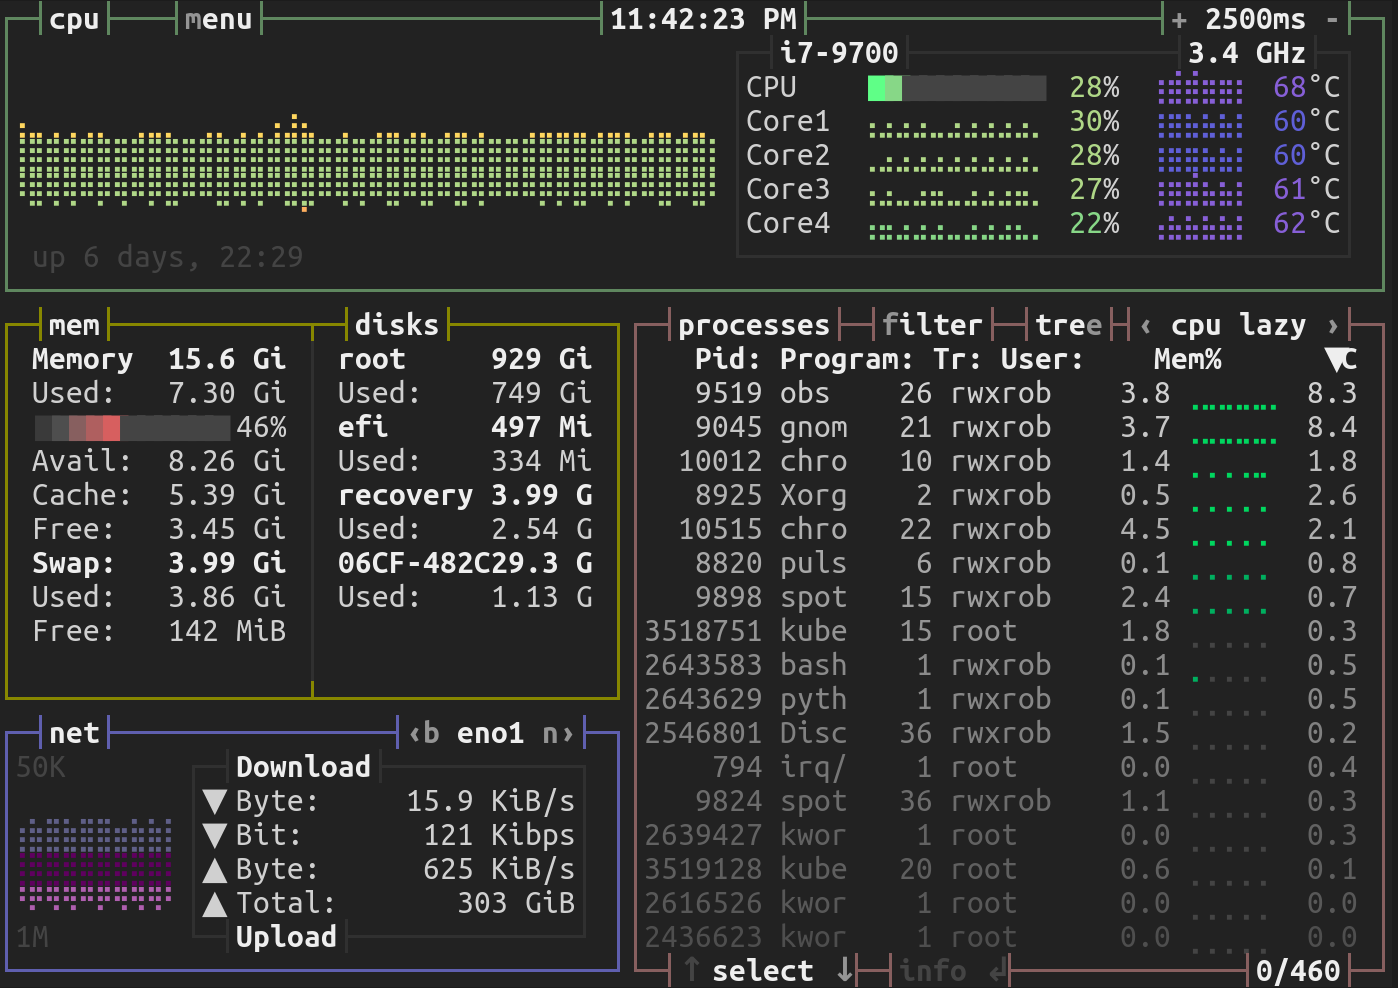 cpu menu 11:42:23 PM + 2500ms -
i7-9700 3.4 GHz
CPU 28% 68°C
Core1 30% 60°C
Core2 28% 60°C
Core3 27% 61°C
Core4 22% 62°C
up 6 days, 22:29
mem
Memory 15.6 Gi
Used: 7.30 Gi
46%
Avail: 8.26 Gi
Cache: 5.39 Gi
Free: 3.45 Gi
Swap: 3.99 Gi
Used: 3.86 Gi
Free: 142 MiB
disks
root 929 Gi
Used: 749 Gi
efi 497 Mi
Used: 334 Mi
recovery 3.99 G
Used: 2.54 G
06CF-482C29.3 G
Used: 1.13 G
net ‹b eno1 n›
50K
Download
▼ Byte: 15.9 KiB/s
▼ Bit: 121 Kibps
▲ Byte: 625 KiB/s
▲ Total: 303 GiB
Upload
1M
processes filter tree ‹ cpu lazy ›
Pid: Program: Tr: User: Mem% ▼C
9519 obs 26 rwxrob 3.8 8.3
9045 gnom 21 rwxrob 3.7 8.4
10012 chro 10 rwxrob 1.4 1.8
8925 Xorg 2 rwxrob 0.5 2.6
10515 chro 22 rwxrob 4.5 2.1
8820 puls 6 rwxrob 0.1 0.8
9898 spot 15 rwxrob 2.4 0.7
3518751 kube 15 root 1.8 0.3
2643583 bash 1 rwxrob 0.1 0.5
2643629 pyth 1 rwxrob 0.1 0.5
2546801 Disc 36 rwxrob 1.5 0.2
794 irq/ 1 root 0.0 0.4
9824 spot 36 rwxrob 1.1 0.3
2639427 kwor 1 root 0.0 0.3
3519128 kube 20 root 0.6 0.1
2616526 kwor 1 root 0.0 0.0
2436623 kwor 1 root 0.0 0.0
↑ select ↓ info ↲ 0/460